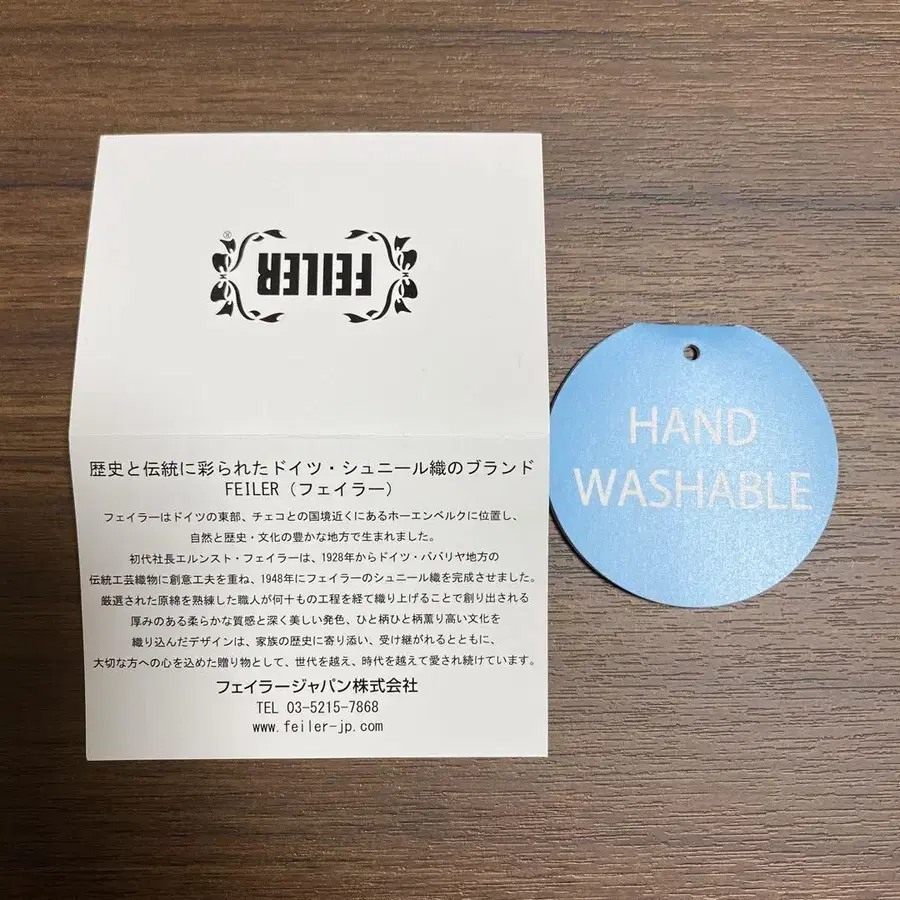 FEILER
®
歴史と伝統に彩られたドイツ・シュニール織のブランド
FEILER（フェイラー）
フェイラーはドイツの東部、チェコとの国境近くにあるホーエンベルクに位置し、
自然と歴史・文化の豊かな地方で生まれました。
初代社長エルンスト・フェイラーは、1928年からドイツ・ババリヤ地方の
伝統工芸織物に創意工夫を重ね、1948年にフェイラーのシュニール織を完成させました。
厳選された原綿を熟練した職人が何十もの工程を経て織り上げることで創り出される
厚みのある柔らかな質感と深く美しい発色、ひと柄ひと柄薫り高い文化を
織り込んだデザインは、家族の歴史に寄り添い、受け継がれるとともに、
大切な方への心を込めた贈り物として、世代を越え、時代を越えて愛され続けています。
フェイラージャパン株式会社
TEL 03-5215-7868
www.feiler-jp.com
HAND
WASHABLE